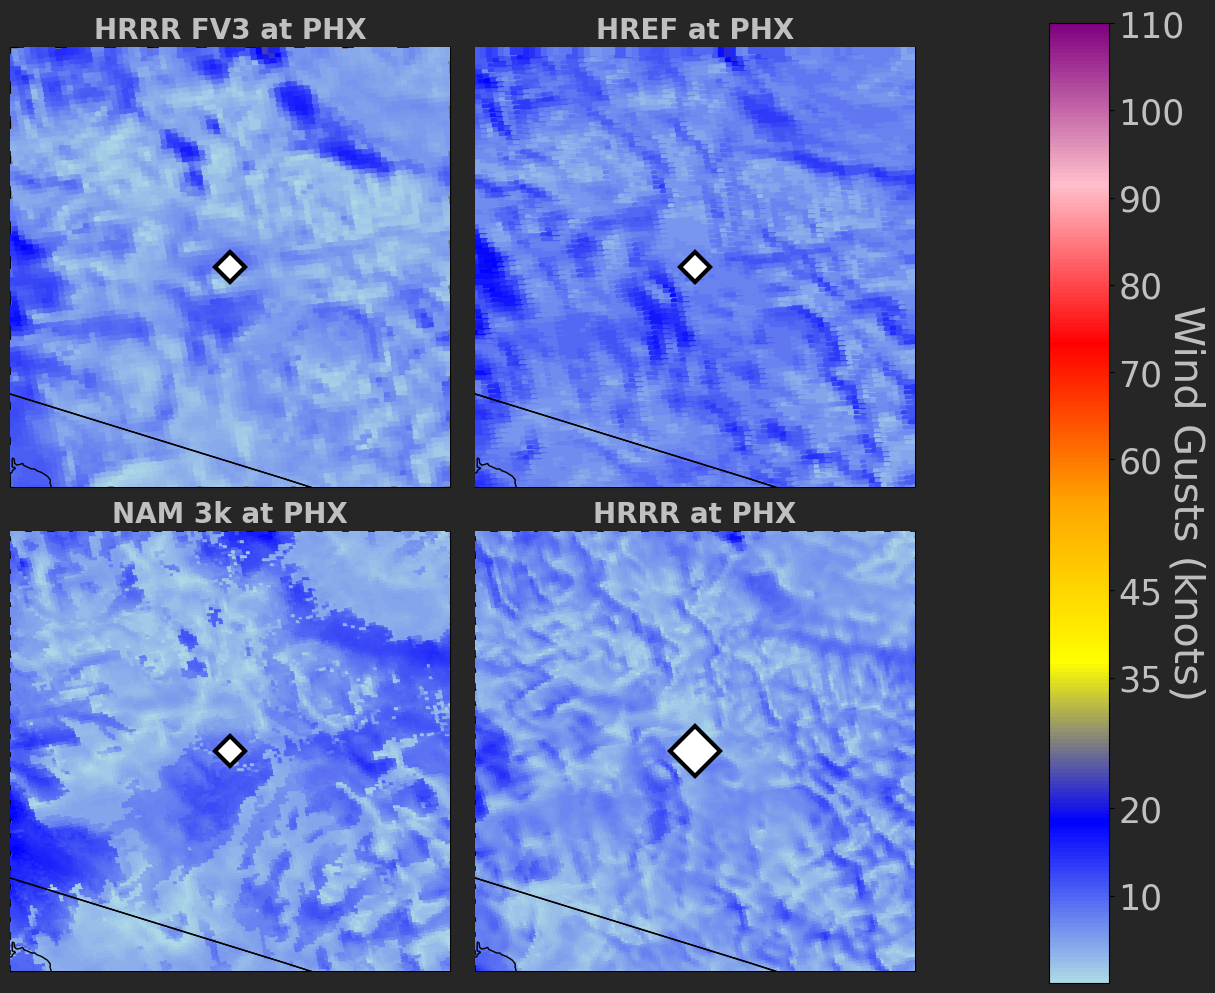 HRRR FV3 at PHX
HREF at PHX
NAM 3k at PHX
HRRR at PHX
110
100
90
80
70
60
45
35
20
10
Wind Gusts (knots)